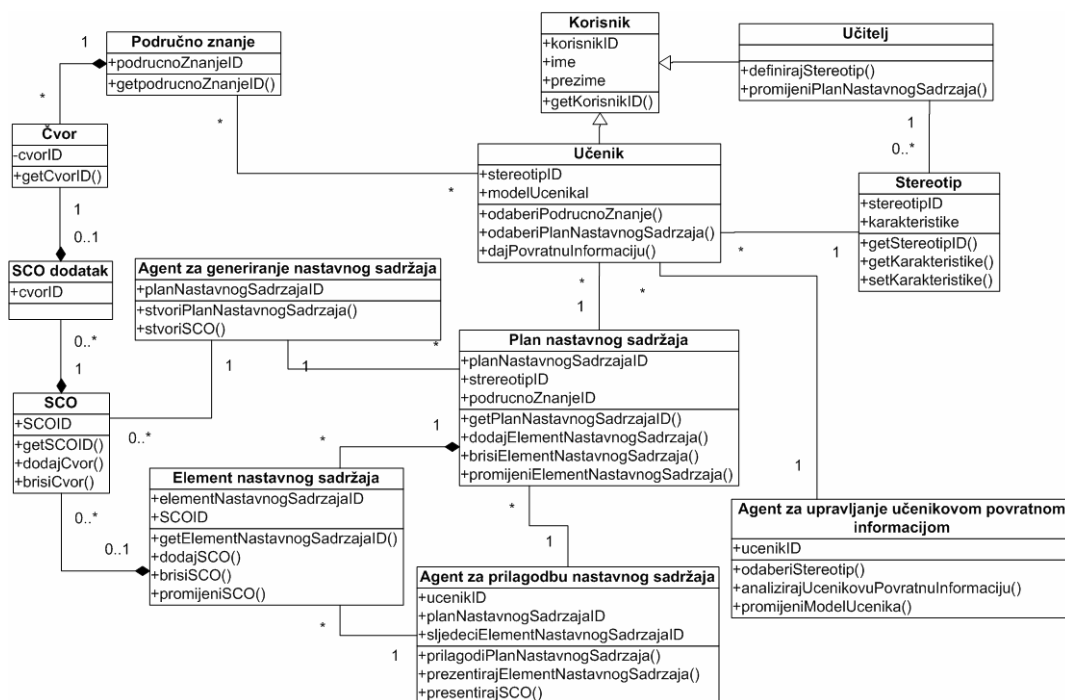 Područno znanje
+podrucnoZnanjeID
+getpodrucnoZnanjeID()
1
*
*
Korisnik
+korisnikID
+ime
+prezime
+getKorisnikID()
Učitelj
+definirajStereotip()
+promijeniPlanNastavnogSadrzaja()
1
0..*
Čvor
-cvorID
+getCvorID()
1
0..1
Učenik
+stereotipID
+modelUcenikal
+odaberiPodrucnoZnanje()
+odaberiPlanNastavnogSadrzaja()
+dajPovratnuInformaciju()
*
*
1
*
1
*
Stereotip
+stereotipID
+karakteristike
+getStereotipID()
+getKarakteristike()
+setKarakteristike()
SCO dodatak
+cvorID
0..*
1
Agent za generiranje nastavnog sadržaja
+planNastavnogSadrzajaID
+stvoriPlanNastavnogSadrzaja()
+stvoriSCO()
1
1
*
0..*
Plan nastavnog sadržaja
+planNastavnogSadrzajaID
+strereotipID
+podrucnoZnanjeID
+getPlanNastavnogSadrzajaID()
+dodajElementNastavnogSadrzaja()
+brisiElementNastavnogSadrzaja()
+promijeniElementNastavnogSadrzaja()
1
*
*
1
SCO
+SCOID
+getSCOID()
+dodajCvor()
+brisiCvor()
0..*
0..1
Element nastavnog sadržaja
+elementNastavnogSadrzajaID
+SCOID
+getElementNastavnogSadrzajaID()
+dodajSCO()
+brisiSCO()
+promijeniSCO()
*
1
Agent za prilagodbu nastavnog sadržaja
+ucenikID
+planNastavnogSadrzajaID
+sljedeciElementNastavnogSadrzajaID
+prilagodiPlanNastavnogSadrzaja()
+prezentirajElementNastavnogSadrzaja()
+presentirajSCO()
1
Agent za upravljanje učenikovom povratnom
informacijom
+ucenikID
+odaberiStereotip()
+analizirajUcenikovuPovratnuInformaciju()
+promijeniModelUcenika()